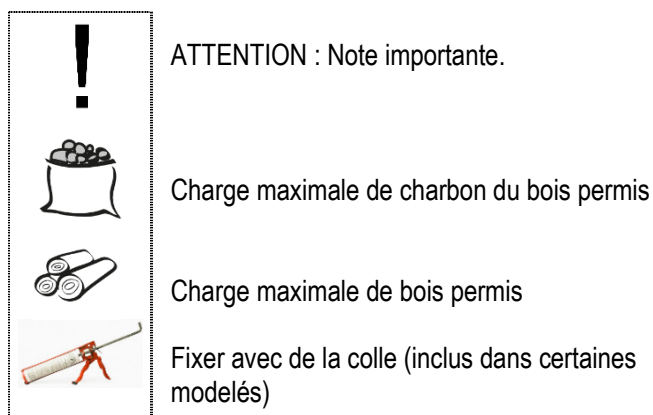 ATTENTION : Note importante.
Charge maximale de charbon du bois permis
Charge maximale de bois permis
Fixer avec de la colle (inclus dans certaines
modelés)